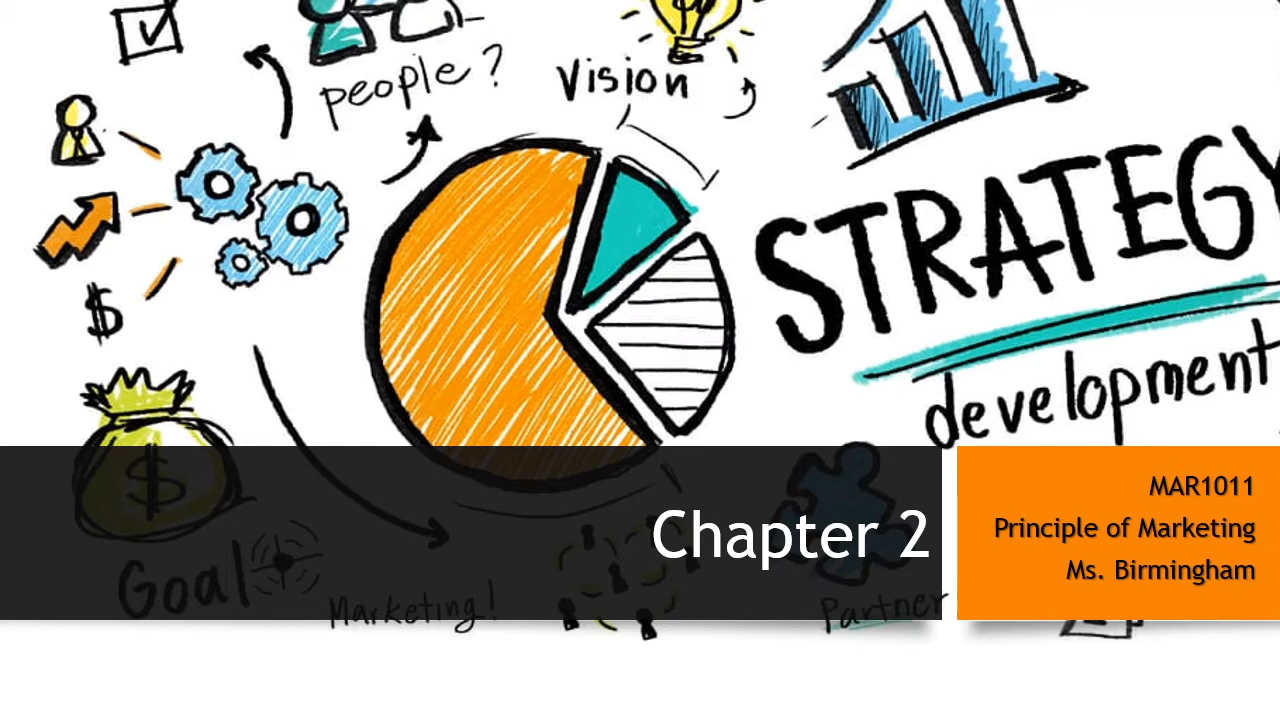 people?
Vision
STRATEGY
development
$
$
Goal
Marketing!
Partner
Chapter 2
MAR1011
Principle of Marketing
Ms. Birmingham